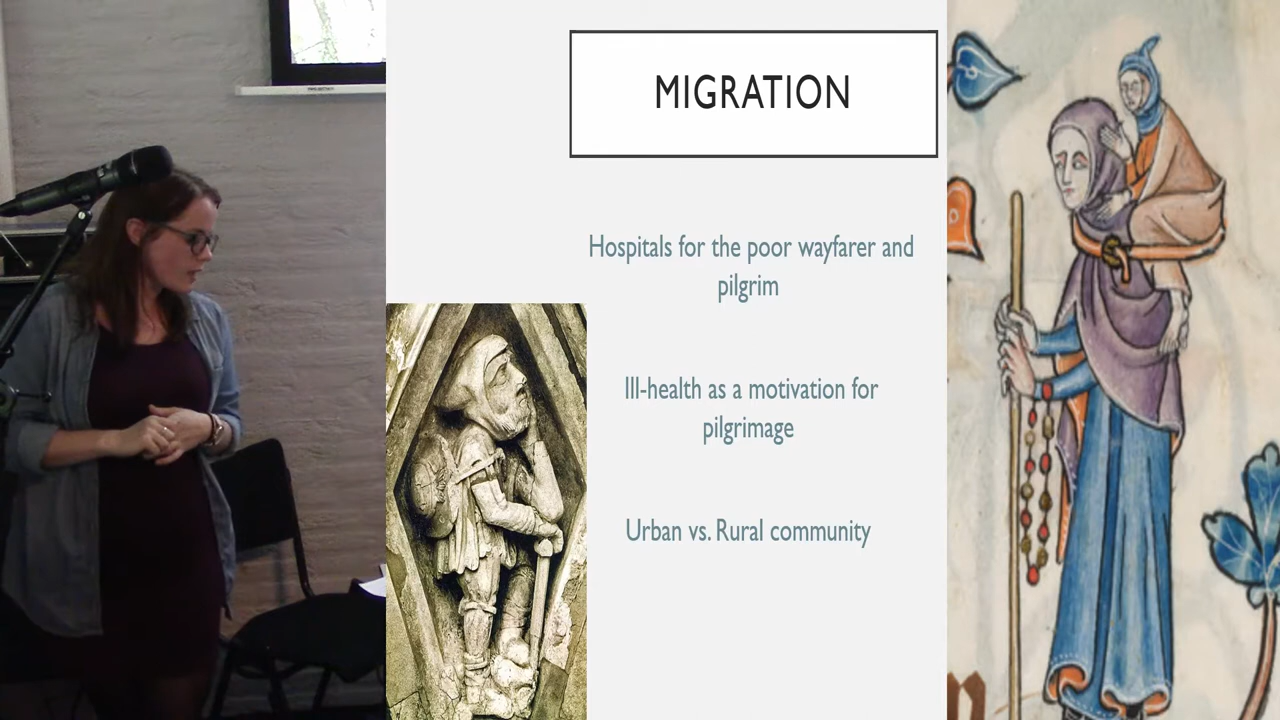 MIGRATION
Hospitals for the poor wayfarer and
pilgrim
Ill-health as a motivation for
pilgrimage
Urban vs. Rural community